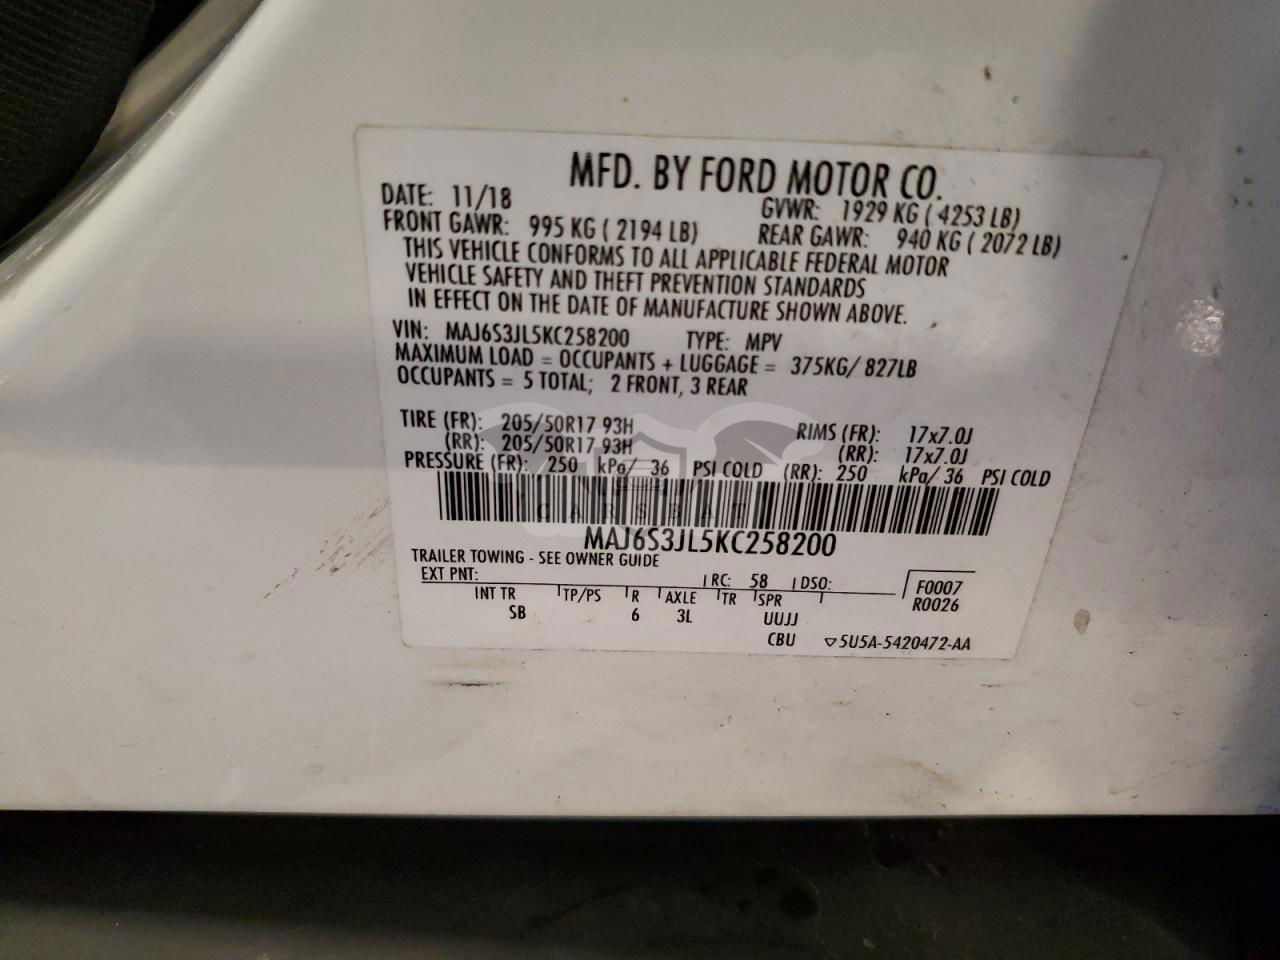 MFD. BY FORD MOTOR CO.
DATE: 11/18 GVWR: 1929 KG ( 4253 LB)
FRONT GAWR: 995 KG ( 2194 LB) REAR GAWR: 940 KG ( 2072 LB)
THIS VEHICLE CONFORMS TO ALL APPLICABLE FEDERAL MOTOR
VEHICLE SAFETY AND THEFT PREVENTION STANDARDS
IN EFFECT ON THE DATE OF MANUFACTURE SHOWN ABOVE.
VIN: MAJ6S3JL5KC258200 TYPE: MPV
MAXIMUM LOAD = OCCUPANTS + LUGGAGE = 375KG/ 827LB
OCCUPANTS = 5 TOTAL; 2 FRONT, 3 REAR
TIRE (FR): 205/50R17 93H RIMS (FR): 17x7.0J
(RR): 205/50R17 93H (RR): 17x7.0J
PRESSURE (FR): 250 kPa/ 36 PSI COLD (RR): 250 kPa/ 36 PSI COLD
CARSBAT
MAJ6S3JL5KC258200
TRAILER TOWING - SEE OWNER GUIDE
EXT PNT: RC: 58 DSO: F0007
INT TR TP/PS R AXLE TR SPR R0026
SB 6 3L UUJJ
CBU ▽5U5A-5420472-AA